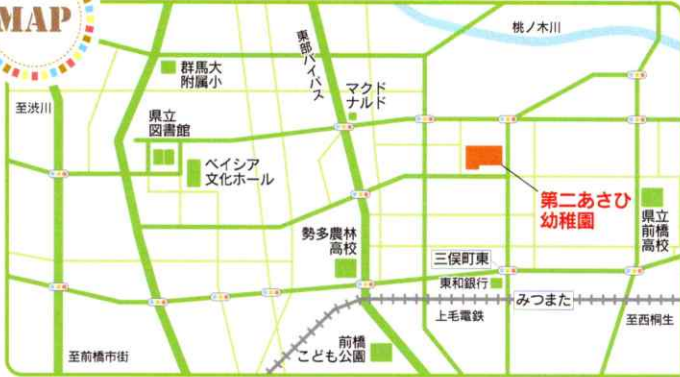 MAP
桃ノ木川
東部バイパス
群馬大
附属小
マクド
ナルド
至渋川
県立
図書館
ベイシア
文化ホール
第二あさひ
幼稚園
県立
前橋
高校
勢多農林
高校
三俣町東
東和銀行
みつまた
上毛電鉄
至西桐生
前橋
こども公園
至前橋市街